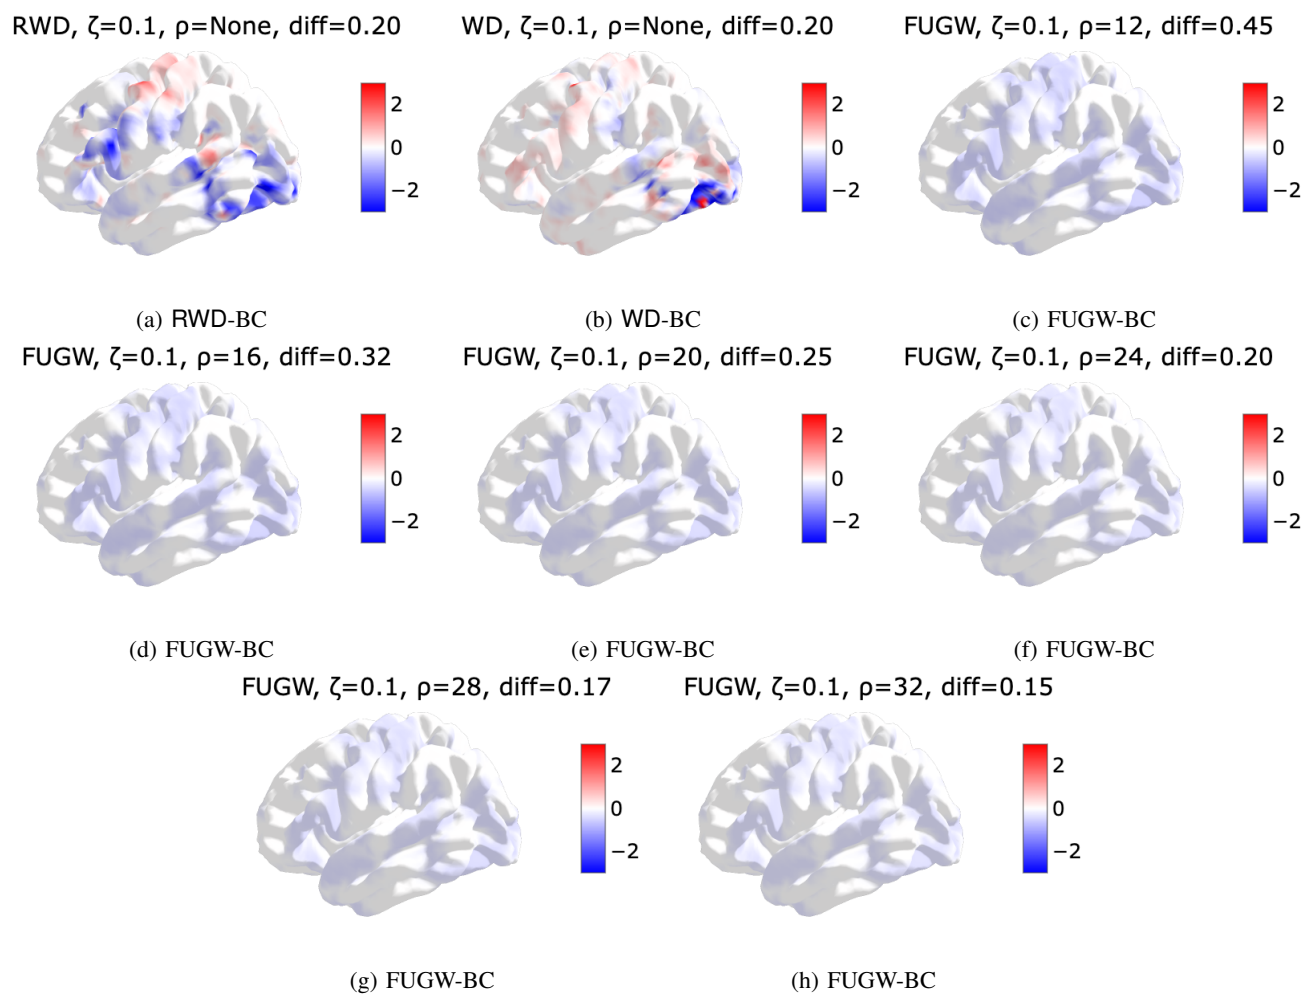 RWD, ζ=0.1, ρ=None, diff=0.20
WD, ζ=0.1, ρ=None, diff=0.20
FUGW, ζ=0.1, ρ=12, diff=0.45
2
0
−2
2
0
−2
2
0
−2
(a) RWD-BC
(b) WD-BC
(c) FUGW-BC
FUGW, ζ=0.1, ρ=16, diff=0.32
FUGW, ζ=0.1, ρ=20, diff=0.25
FUGW, ζ=0.1, ρ=24, diff=0.20
2
0
−2
2
0
−2
2
0
−2
(d) FUGW-BC
(e) FUGW-BC
(f) FUGW-BC
FUGW, ζ=0.1, ρ=28, diff=0.17
FUGW, ζ=0.1, ρ=32, diff=0.15
2
0
−2
2
0
−2
(g) FUGW-BC
(h) FUGW-BC